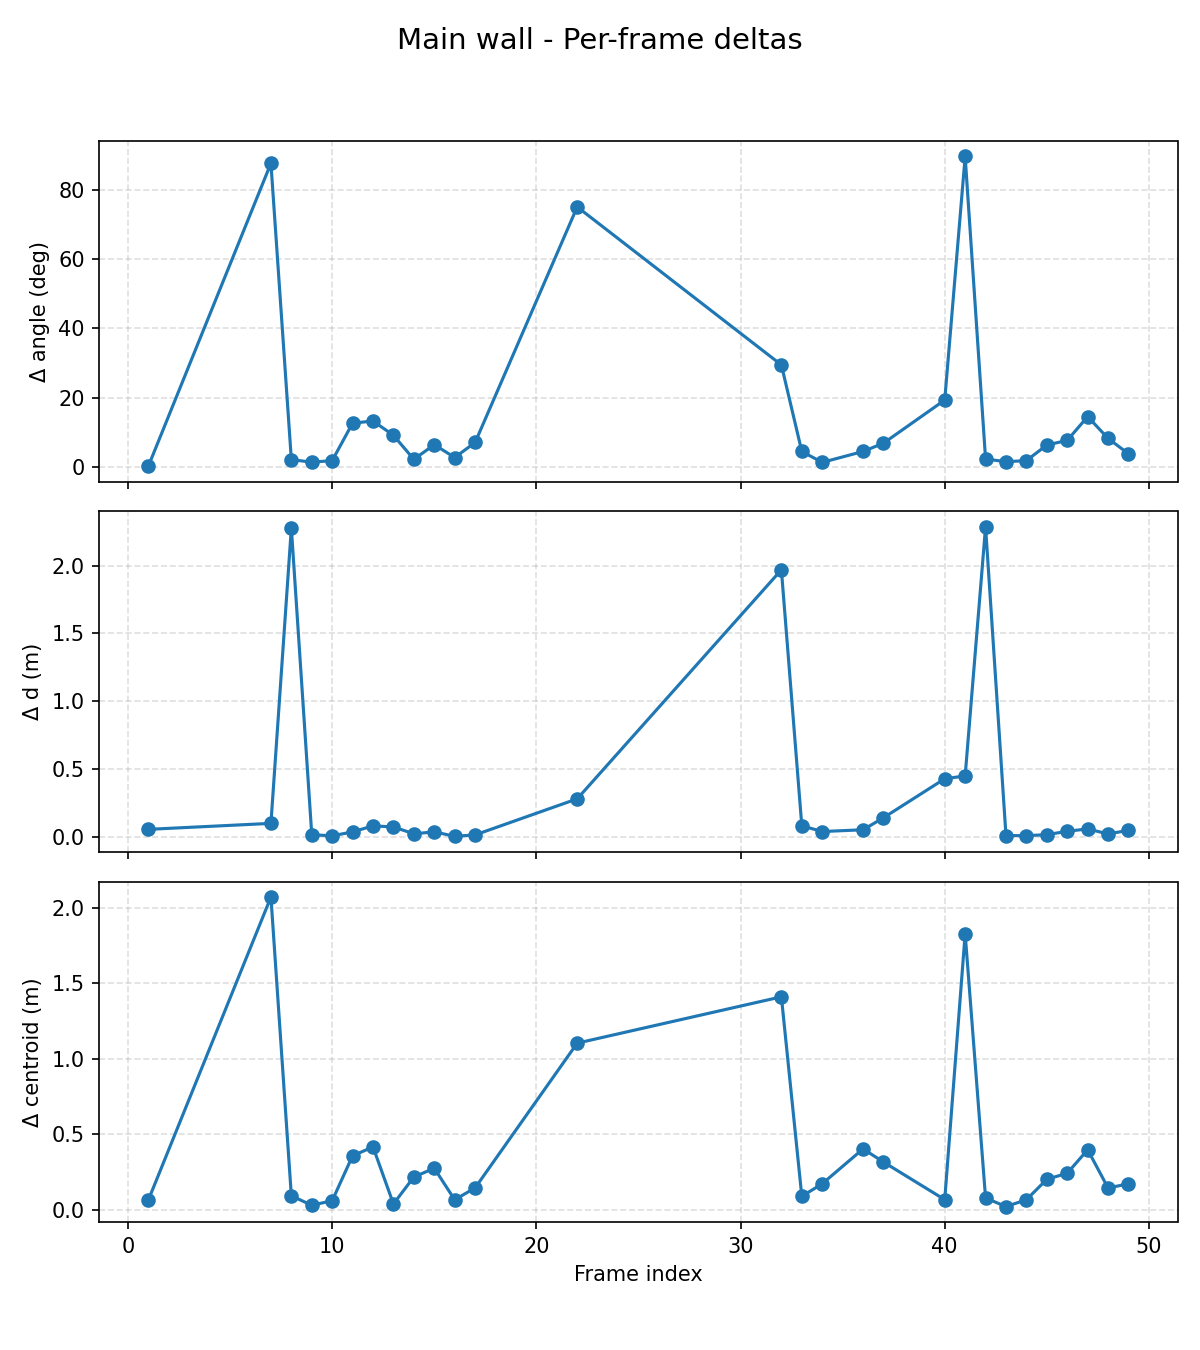 Main wall - Per-frame deltas
80
60
40
20
0
Δ angle (deg)
2.0
1.5
1.0
0.5
0.0
Δ d (m)
2.0
1.5
1.0
0.5
0.0
Δ centroid (m)
0 10 20 30 40 50
Frame index